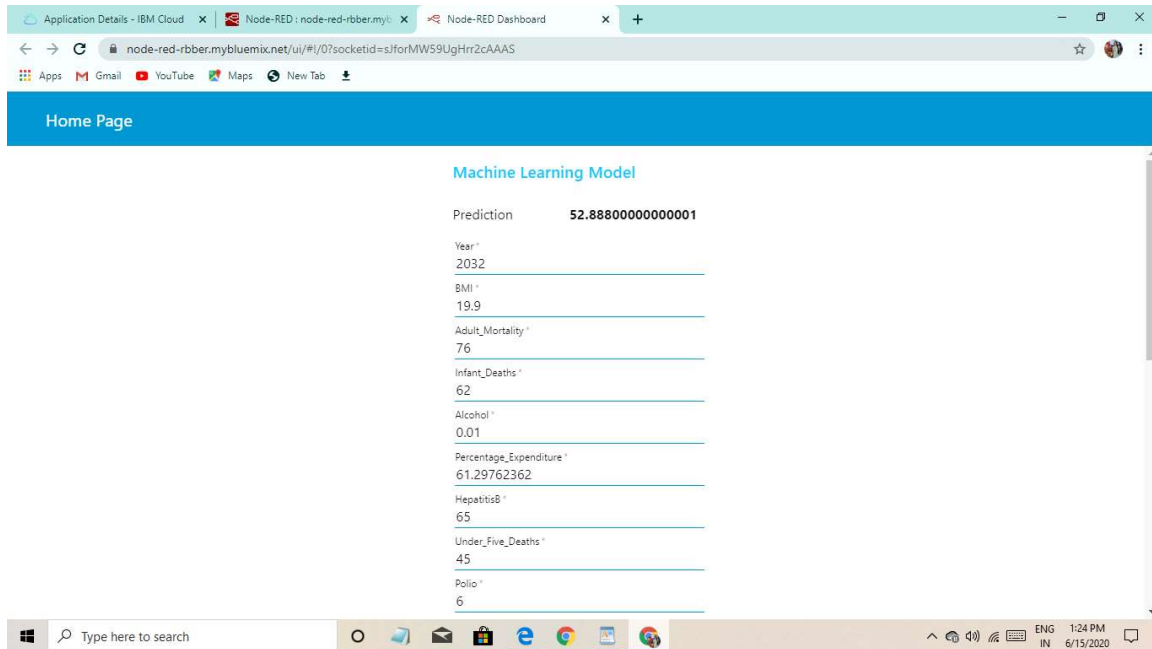 Application Details - IBM Cloud
Node-RED : node-red-rbber.myb
Node-RED Dashboard
node-red-rbber.mybluemix.net/ui/#!/0?socketid=sJforMW59UgHrr2cAAAS
Apps Gmail YouTube Maps New Tab
Home Page
Machine Learning Model
Prediction 52.88800000000001
Year *
2032
BMI *
19.9
Adult_Mortality *
76
Infant_Deaths *
62
Alcohol *
0.01
Percentage_Expenditure *
61.29762362
HepatitisB *
65
Under_Five_Deaths *
45
Polio *
6
Type here to search
ENG 1:24 PM
IN 6/15/2020